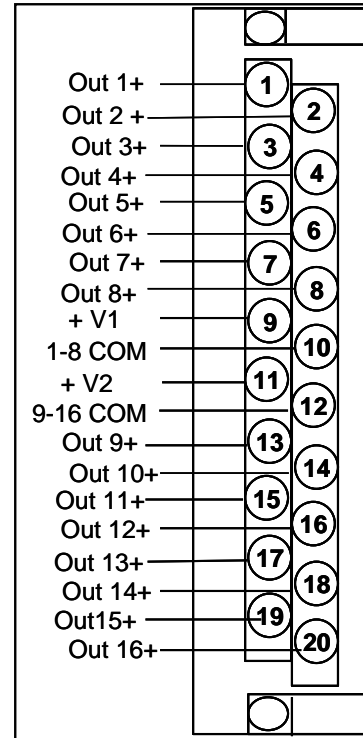 Out 1+ 1
Out 2 + 2
Out 3+ 3
Out 4+ 4
Out 5+ 5
Out 6+ 6
Out 7+ 7
Out 8+ 8
+ V1 9
1-8 COM 10
+ V2 11
9-16 COM 12
Out 9+ 13
Out 10+ 14
Out 11+ 15
Out 12+ 16
Out 13+ 17
Out 14+ 18
Out15+ 19
Out 16+ 20